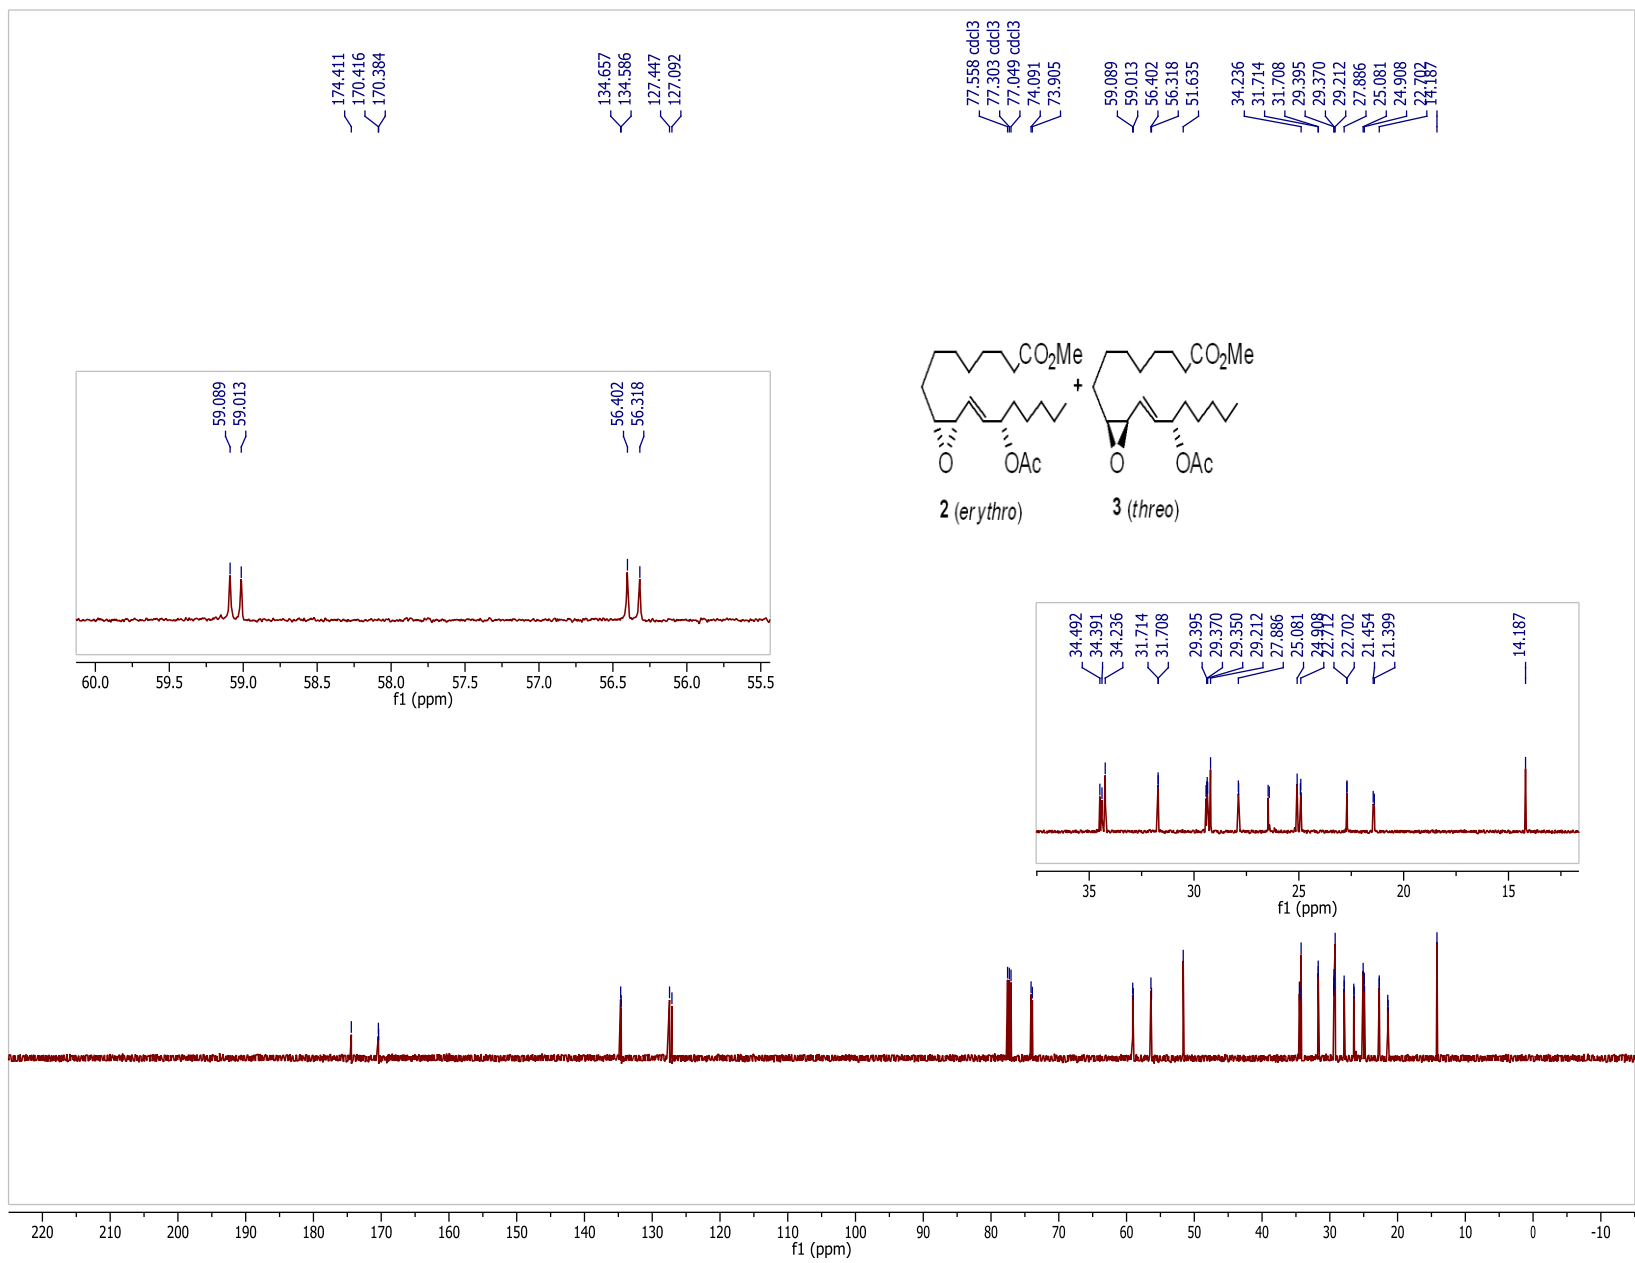 174.411
170.416
170.384
134.657
134.586
127.447
127.092
77.558 cdcl3
77.303 cdcl3
77.049 cdcl3
74.091
73.905
59.089
59.013
56.402
56.318
51.635
34.236
31.714
31.708
29.395
29.370
29.212
27.886
25.081
24.908
22.702
14.187
CO2Me
+
CO2Me
O
OAc
O
OAc
2 (erythro)
3 (threo)
59.089
59.013
56.402
56.318
60.0 59.5 59.0 58.5 58.0 57.5 57.0 56.5 56.0 55.5
f1 (ppm)
34.492
34.391
34.236
31.714
31.708
29.395
29.370
29.350
29.212
27.886
25.081
24.908
22.712
22.702
21.454
21.399
14.187
35 30 25 20 15
f1 (ppm)
220 210 200 190 180 170 160 150 140 130 120 110 100 90 80 70 60 50 40 30 20 10 0 -10
f1 (ppm)